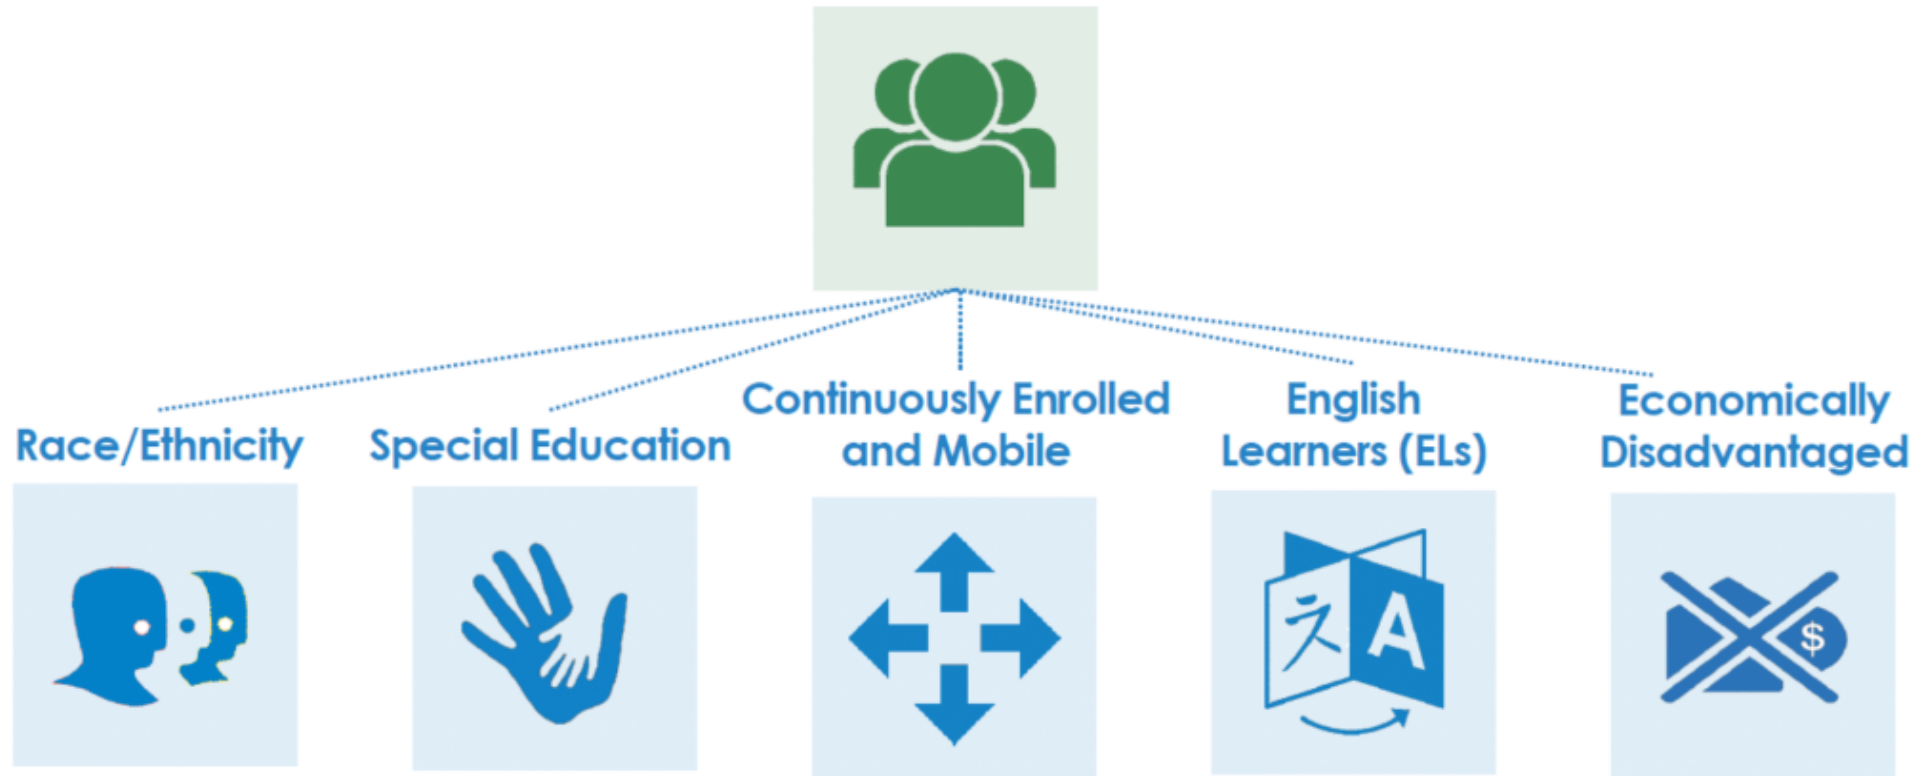 Race/Ethnicity
Special Education
Continuously Enrolled
and Mobile
English
Learners (ELs)
Economically
Disadvantaged
A
$